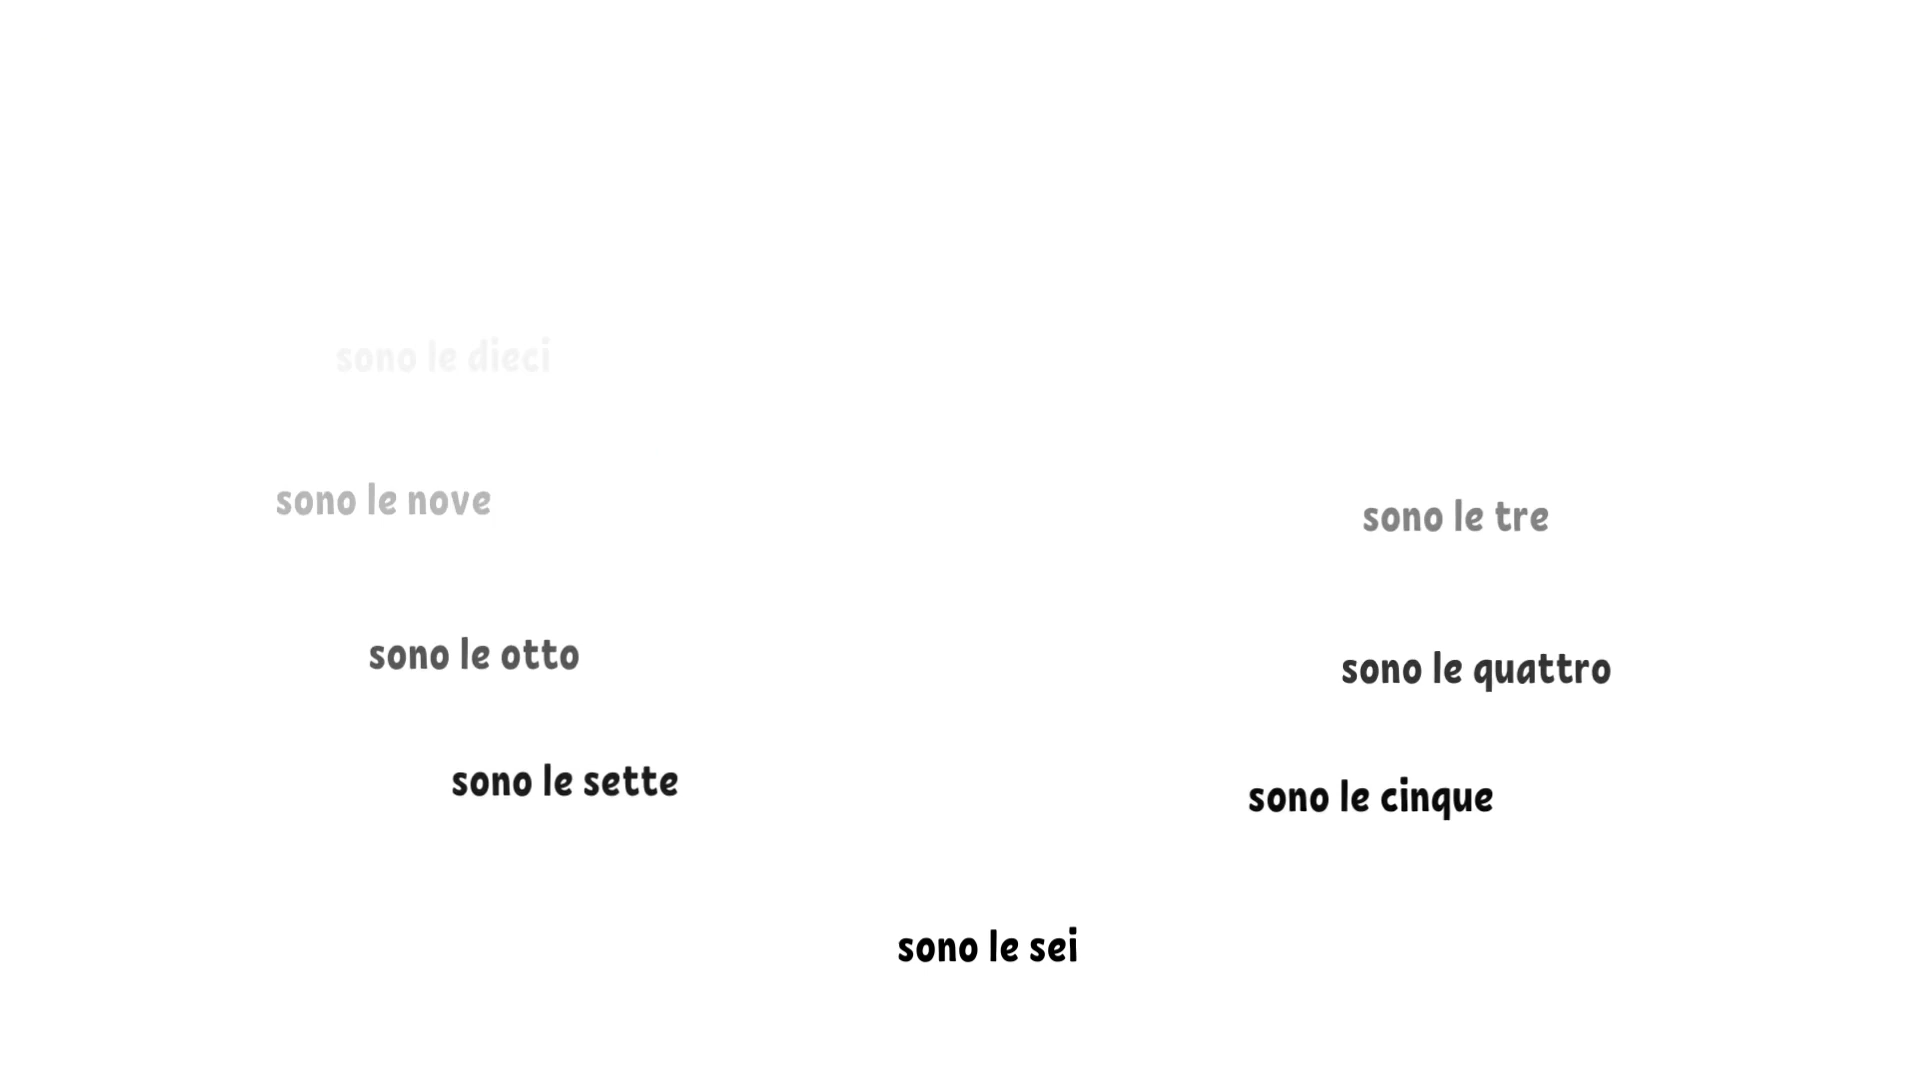 sono le dieci
sono le nove
sono le tre
sono le otto
sono le quattro
sono le sette
sono le cinque
sono le sei